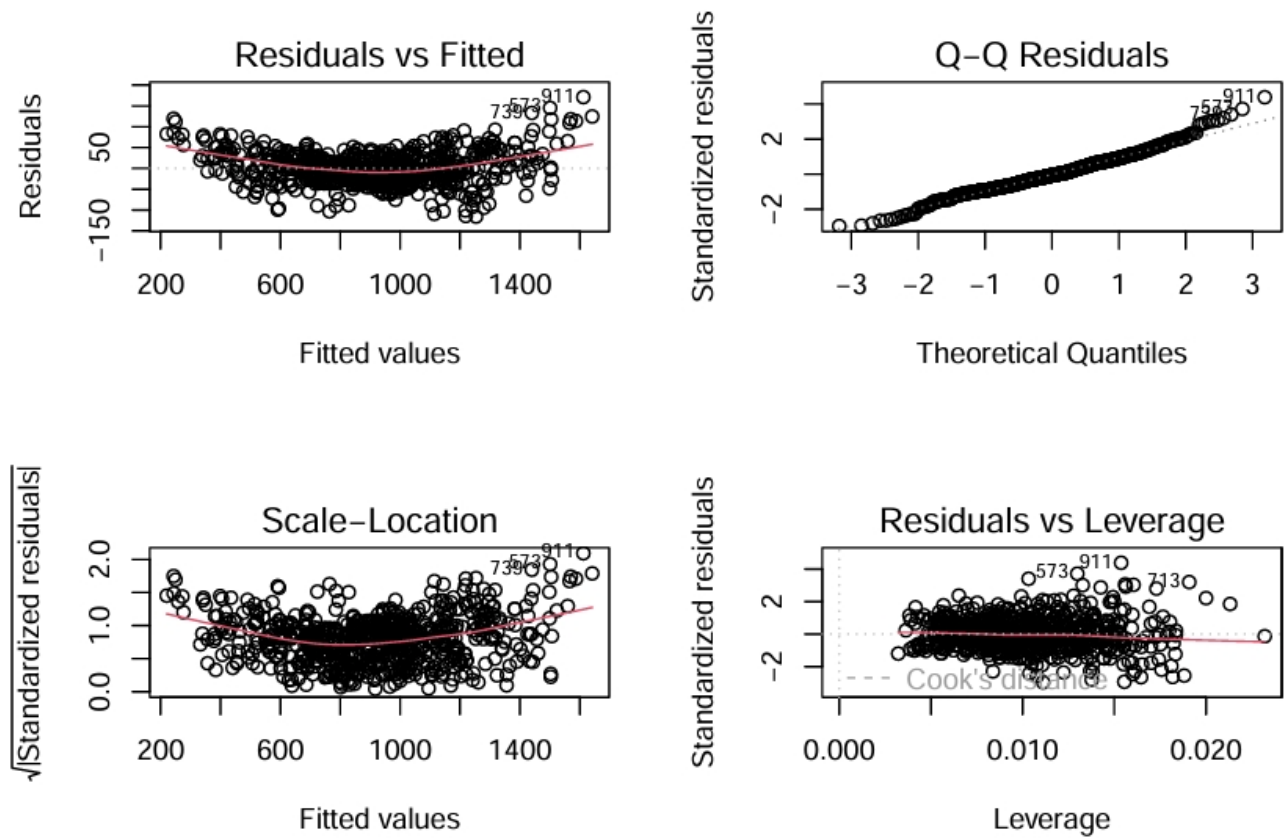 Residuals vs Fitted
Residuals
50
−150
911
573
739
200 600 1000 1400
Fitted values
Q−Q Residuals
Standardized residuals
2
−2
911
573
739
−3 −2 −1 0 1 2 3
Theoretical Quantiles
Scale−Location
√|Standardized residuals|
2.0
1.0
0.0
911
573
739
200 600 1000 1400
Fitted values
Residuals vs Leverage
Standardized residuals
2
−2
573 911 713
Cook's distance
0.000 0.010 0.020
Leverage